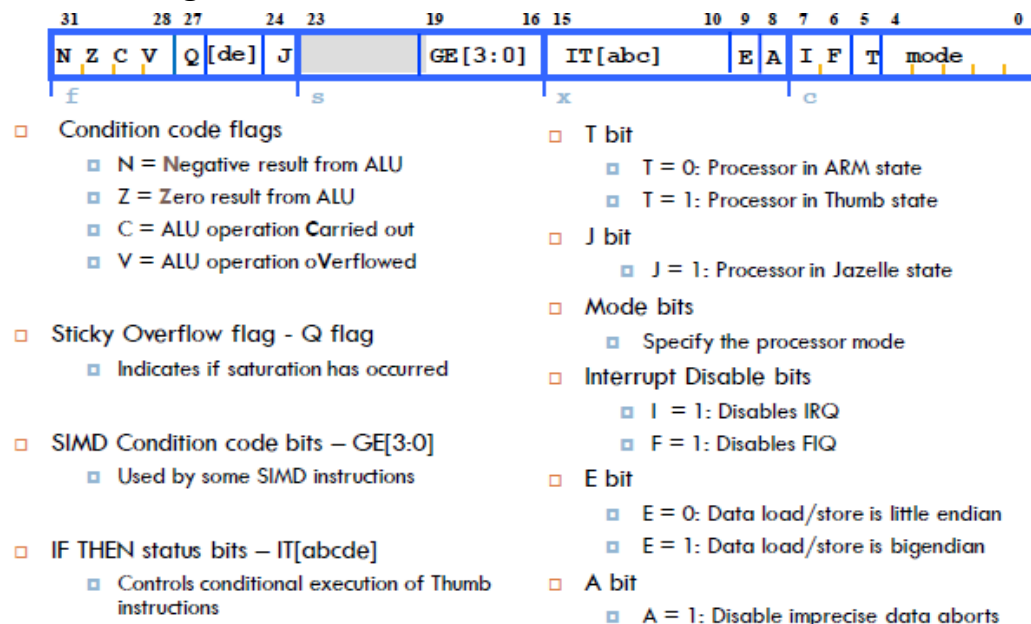 31 28 27 24 23 19 16 15 10 9 8 7 6 5 4 0
N Z C V Q [de] J GE[3:0] IT[abc] E A I F T mode
f s x c
Condition code flags
N = Negative result from ALU
Z = Zero result from ALU
C = ALU operation Carried out
V = ALU operation oVerflowed
Sticky Overflow flag - Q flag
Indicates if saturation has occurred
SIMD Condition code bits – GE[3:0]
Used by some SIMD instructions
IF THEN status bits – IT[abcde]
Controls conditional execution of Thumb
instructions
T bit
T = 0: Processor in ARM state
T = 1: Processor in Thumb state
J bit
J = 1: Processor in Jazelle state
Mode bits
Specify the processor mode
Interrupt Disable bits
I = 1: Disables IRQ
F = 1: Disables FIQ
E bit
E = 0: Data load/store is little endian
E = 1: Data load/store is bigendian
A bit
A = 1: Disable imprecise data aborts